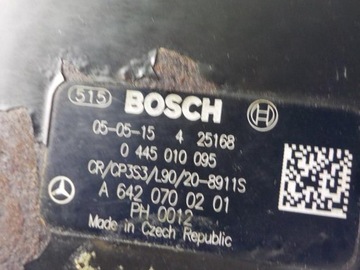 515 BOSCH
05-05-15 4 25168
0 445 010 095
CR/CP3S3/L90/20-8911S
A 642 070 02 01
PH 0012
Made in Czech Republic